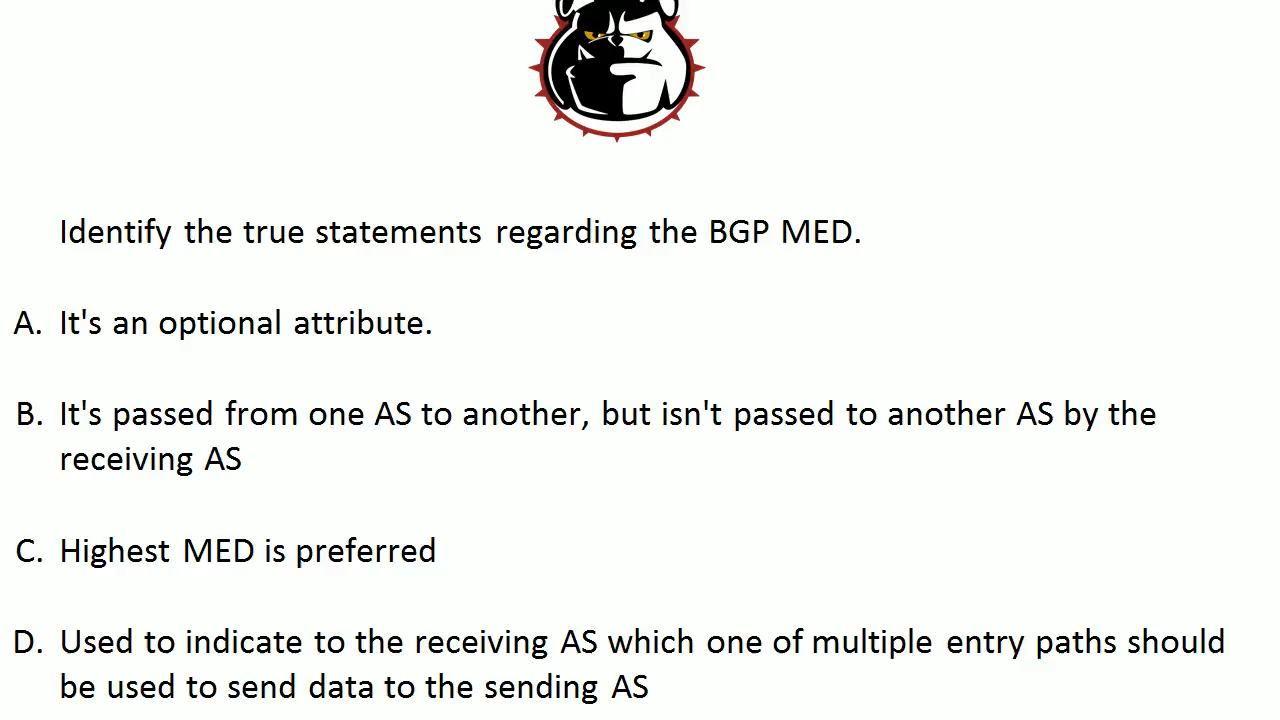 Identify the true statements regarding the BGP MED.
A. It's an optional attribute.
B. It's passed from one AS to another, but isn't passed to another AS by the
receiving AS
C. Highest MED is preferred
D. Used to indicate to the receiving AS which one of multiple entry paths should
be used to send data to the sending AS